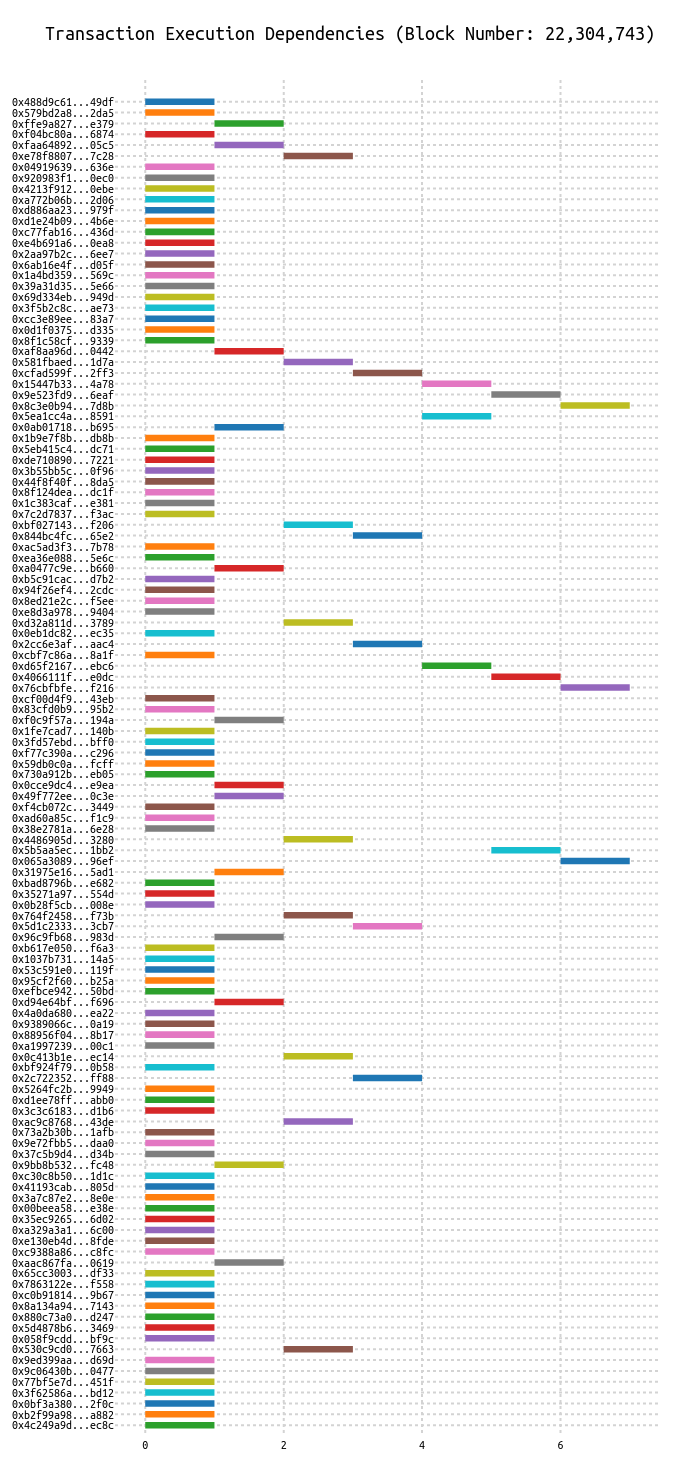 Transaction Execution Dependencies (Block Number: 22,304,743)
0x488d9c61...49df
0x579bd2a8...2da5
0xffe9a827...e379
0xf04bc80a...6874
0xfaa64892...05c5
0xe78f8807...7c28
0x04919639...636e
0x920983f1...0ec0
0x4213f912...0ebe
0xa772b06b...2d06
0xd886aa23...979f
0xd1e24b09...4b6e
0xc77fab16...436d
0xe4b691a6...0ea8
0x2aa97b2c...6ee7
0x6ab16e4f...d05f
0x1a4bd359...569c
0x39a31d35...5e66
0x69d334eb...949d
0x3f5b2c8c...ae73
0xcc3e89ee...83a7
0x0d1f0375...d335
0x8f1c58cf...9339
0xaf8aa96d...0442
0x581fbaed...1d7a
0xcfad599f...2ff3
0x15447b33...4a78
0x9e523fd9...6eaf
0x8c3e0b94...7d8b
0x5ea1cc4a...8591
0x0ab01718...b695
0x1b9e7f8b...db8b
0x5eb415c4...dc71
0xde710890...7221
0x3b55bb5c...0f96
0x44f8f40f...8da5
0x8f124dea...dc1f
0x1c383caf...e381
0x7c2d7837...f3ac
0xbf027143...f206
0x844bc4fc...65e2
0xac5ad3f3...7b78
0xea36e088...5e6c
0xa0477c9e...b660
0xb5c91cac...d7b2
0x94f26ef4...2cdc
0x8ed21e2c...f5ee
0xe8d3a978...9404
0xd32a811d...3789
0x0eb1dc82...ec35
0x2cc6e3af...aac4
0xcbf7c86a...8a1f
0xd65f2167...ebc6
0x4066111f...e0dc
0x76cbfbfe...f216
0xcf00d4f9...43eb
0x83cfd0b9...95b2
0xf0c9f57a...194a
0x1fe7cad7...140b
0x3fd57ebd...bff0
0xf77c390a...c296
0x59db0c0a...fcff
0x730a912b...eb05
0x0cce9dc4...e9ea
0x49f772ee...0c3e
0xf4cb072c...3449
0xad60a85c...f1c9
0x38e2781a...6e28
0x4486905d...3280
0x5b5aa5ec...1bb2
0x065a3089...96ef
0x31975e16...5ad1
0xbad8796b...e682
0x35271a97...554d
0x0b28f5cb...008e
0x764f2458...f73b
0x5d1c2333...3cb7
0x96c9fb68...983d
0xb617e050...f6a3
0x1037b731...14a5
0x53c591e0...119f
0x95cf2f60...b25a
0xefbce942...50bd
0xd94e64bf...f696
0x4a0da680...ea22
0x9389066c...0a19
0x88956f04...8b17
0xa1997239...00c1
0x0c413b1e...ec14
0xbf924f79...0b58
0x2c722352...ff88
0x5264fc2b...9949
0xd1ee78ff...abb0
0x3c3c6183...d1b6
0xac9c8768...43de
0x73a2b30b...1afb
0x9e72fbb5...daa0
0x37c5b9d4...d34b
0x9bb8b532...fc48
0xc30c8b50...1d1c
0x41193cab...805d
0x3a7c87e2...8e0e
0x00beea58...e38e
0x35ec9265...6d02
0xa329a3a1...6c00
0xe130eb4d...8fde
0xc9388a86...c8fc
0xaac867fa...0619
0x65cc3003...df33
0x7863122e...f558
0xc0b91814...9b67
0x8a134a94...7143
0x880c73a0...d247
0x5d4878b6...3469
0x058f9cdd...bf9c
0x530c9cd0...7663
0x9ed399aa...d69d
0x9c06430b...0477
0x77bf5e7d...451f
0x3f62586a...bd12
0x0bf3a380...2f0c
0xb2f99a98...a882
0x4c249a9d...ec8c
0 2 4 6